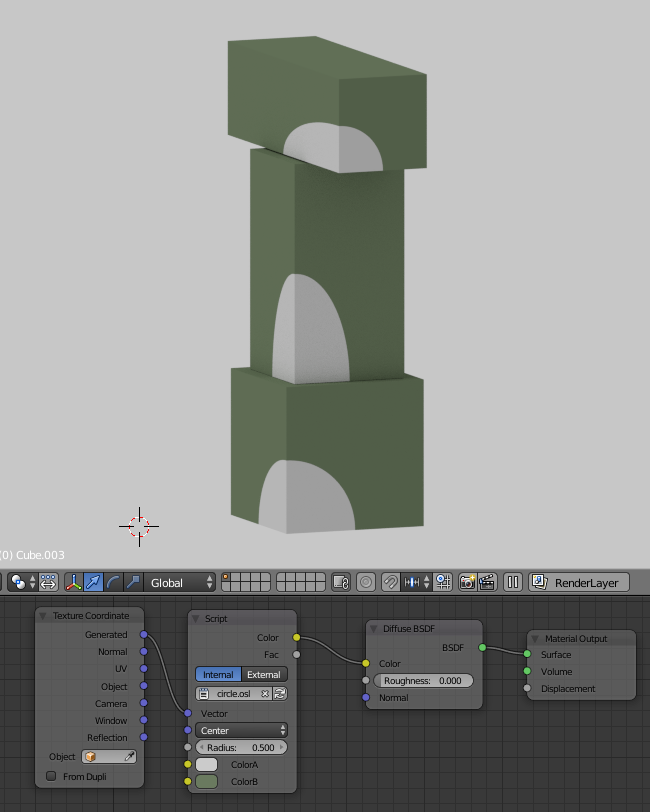 (0) Cube.003
Global
RenderLayer
Texture Coordinate
Generated
Normal
UV
Object
Camera
Window
Reflection
Object
From Dupli
Script
Color
Fac
Internal External
circle.osl
Vector
Center
Radius: 0.500
ColorA
ColorB
Diffuse BSDF
BSDF
Color
Roughness: 0.000
Normal
Material Output
Surface
Volume
Displacement